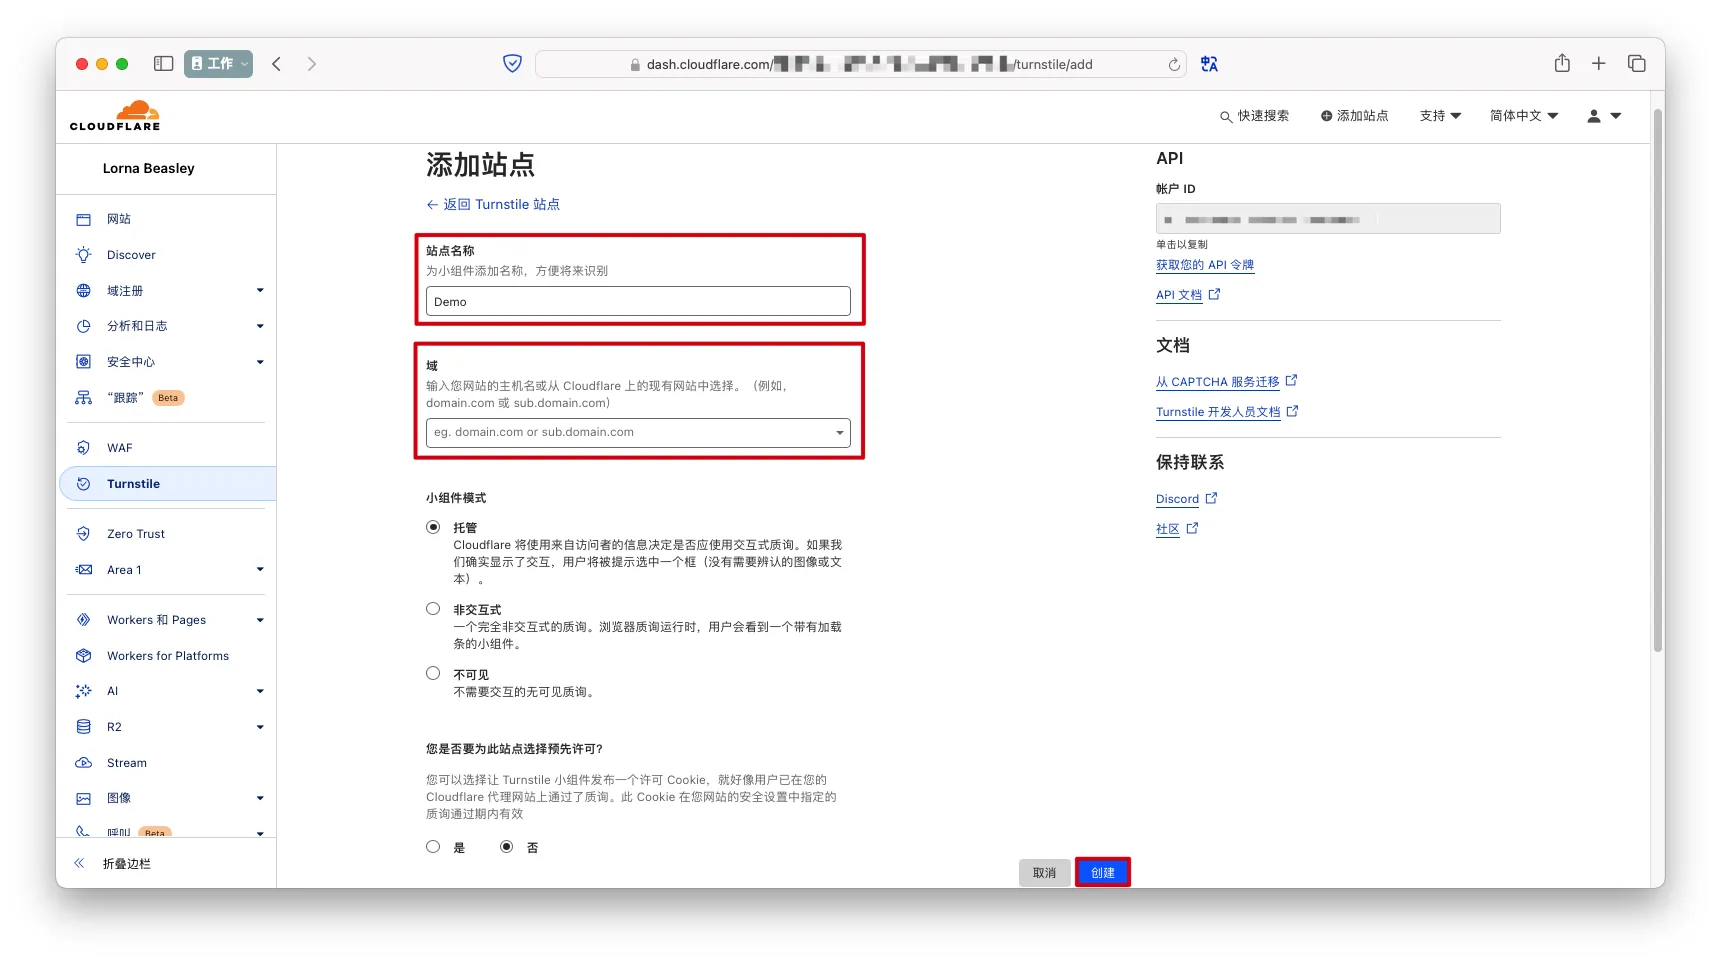 工作
dash.cloudflare.com/
/turnstile/add
CLOUDFLARE
快速搜索
添加站点
支持
简体中文
Lorna Beasley
网站
Discover
域注册
分析和日志
安全中心
“跟踪” Beta
WAF
Turnstile
Zero Trust
Area 1
Workers 和 Pages
Workers for Platforms
AI
R2
Stream
图像
呼叫 Beta
折叠边栏
添加站点
← 返回 Turnstile 站点
站点名称
为小组件添加名称，方便将来识别
Demo
域
输入您网站的主机名或从 Cloudflare 上的现有网站中选择。（例如，
domain.com 或 sub.domain.com）
eg. domain.com or sub.domain.com
小组件模式
托管
Cloudflare 将使用来自访问者的信息决定是否应使用交互式质询。如果我
们确实显示了交互，用户将被提示选中一个框（没有需要辨认的图像或文
本）。
非交互式
一个完全非交互式的质询。浏览器质询运行时，用户会看到一个带有加载
条的小组件。
不可见
不需要交互的无可见质询。
您是否要为此站点选择预先许可?
您可以选择让 Turnstile 小组件发布一个许可 Cookie，就好像用户已在您的
Cloudflare 代理网站上通过了质询。此 Cookie 在您网站的安全设置中指定的
质询通过期内有效
是
否
取消
创建
API
帐户 ID
单击以复制
获取您的 API 令牌
API 文档
文档
从 CAPTCHA 服务迁移
Turnstile 开发人员文档
保持联系
Discord
社区